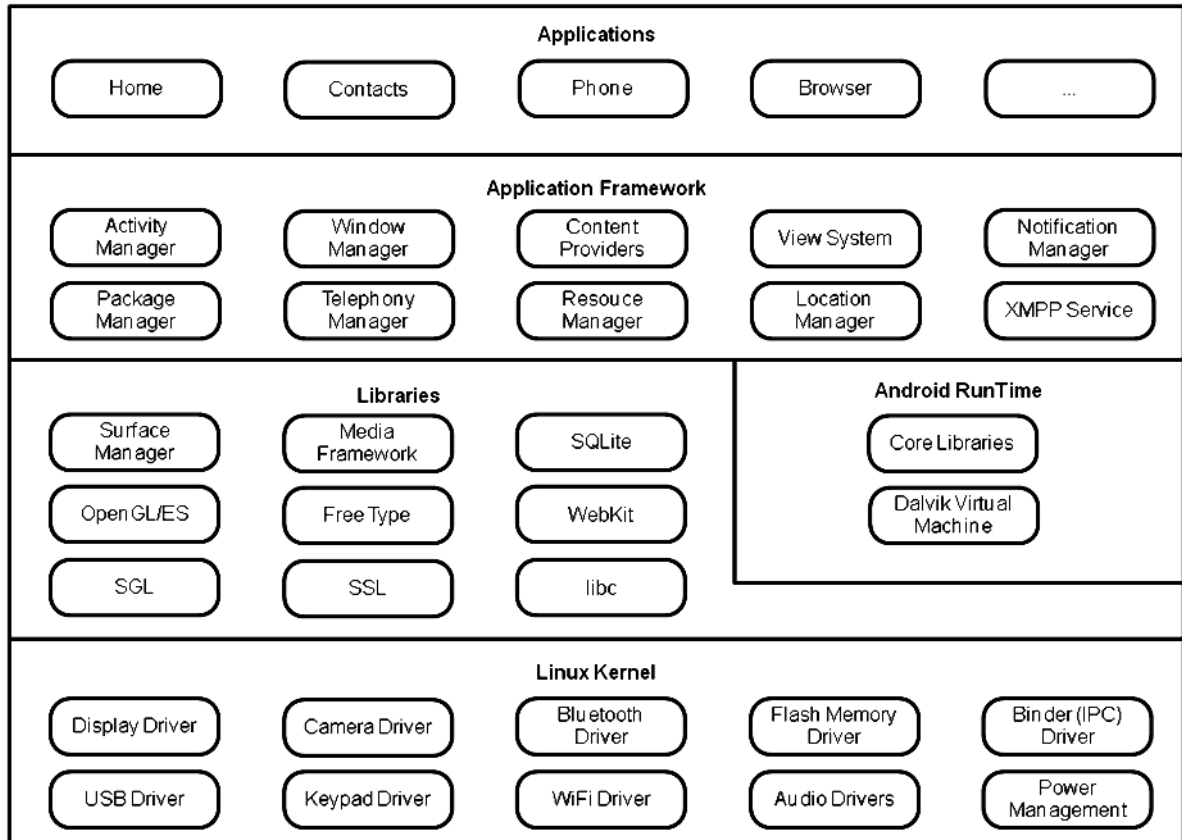 Applications
Home
Contacts
Phone
Browser
...
Application Framework
Activity
Manager
Window
Manager
Content
Providers
View System
Notification
Manager
Package
Manager
Telephony
Manager
Resouce
Manager
Location
Manager
XMPP Service
Libraries
Surface
Manager
Media
Framework
SQLite
Open GL/ES
Free Type
WebKit
SGL
SSL
libc
Android RunTime
Core Libraries
Dalvik Virtual
Machine
Linux Kernel
Display Driver
Camera Driver
Bluetooth
Driver
Flash Memory
Driver
Binder (IPC)
Driver
USB Driver
Keypad Driver
WiFi Driver
Audio Drivers
Power
Management